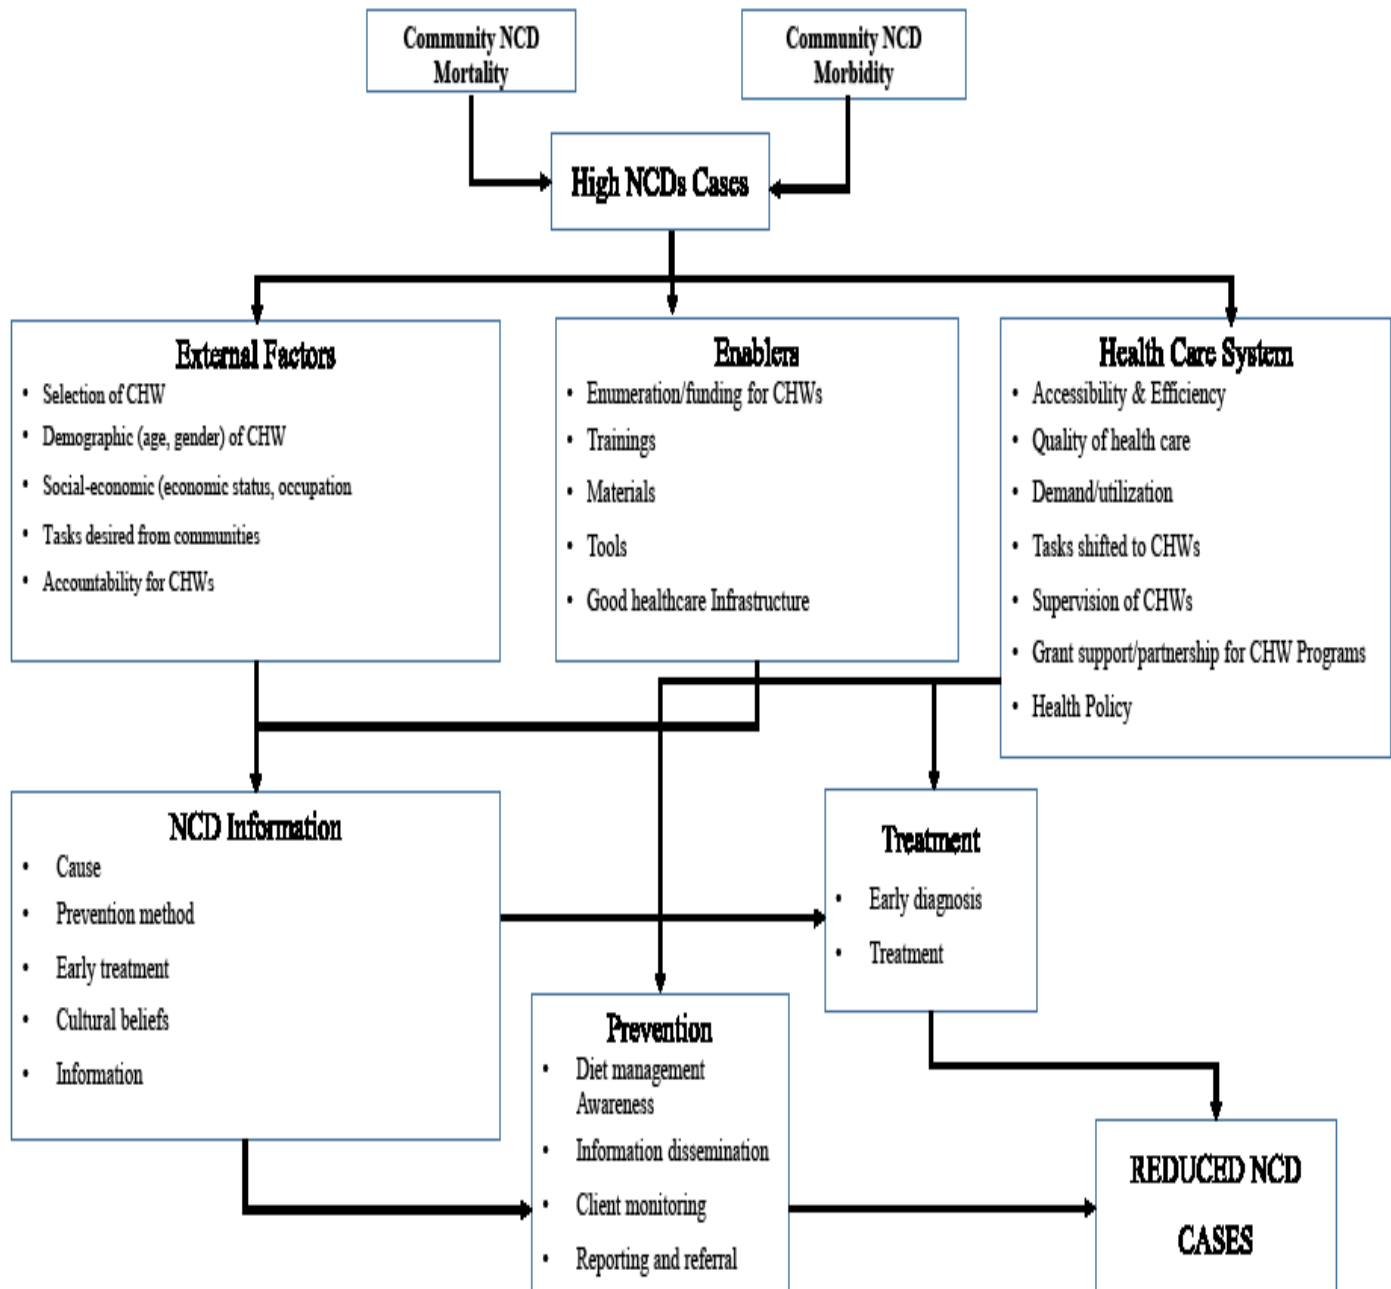 Community NCD
Mortality
Community NCD
Morbidity
High NCDs Cases
External Factors
• Selection of CHW
• Demographic (age, gender) of CHW
• Social-economic (economic status, occupation
• Tasks desired from communities
• Accountability for CHWs
Enablers
• Enumeration/funding for CHWs
• Trainings
• Materials
• Tools
• Good healthcare Infrastructure
Health Care System
• Accessibility & Efficiency
• Quality of health care
• Demand/utilization
• Tasks shifted to CHWs
• Supervision of CHWs
• Grant support/partnership for CHW Programs
• Health Policy
NCD Information
• Cause
• Prevention method
• Early treatment
• Cultural beliefs
• Information
Treatment
• Early diagnosis
• Treatment
Prevention
• Diet management
Awareness
• Information dissemination
• Client monitoring
• Reporting and referral
REDUCED NCD
CASES